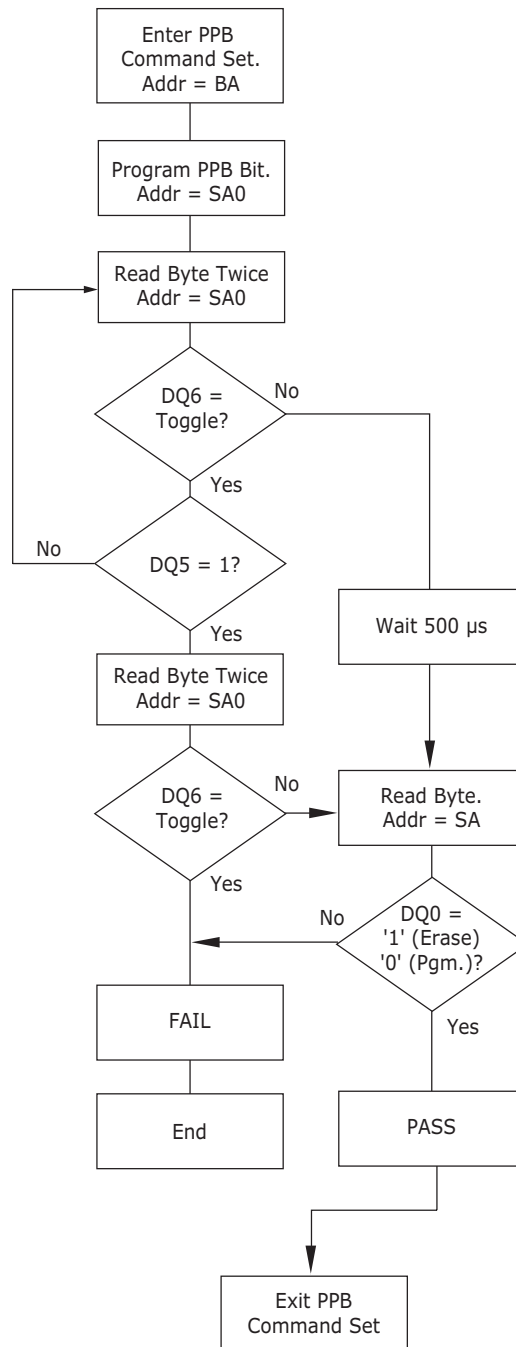 Enter PPB
Command Set.
Addr = BA
Program PPB Bit.
Addr = SA0
Read Byte Twice
Addr = SA0
DQ6 =
Toggle?
No
Yes
No
DQ5 = 1?
Yes
Wait 500 µs
Read Byte Twice
Addr = SA0
DQ6 =
Toggle?
No
Yes
Read Byte.
Addr = SA
No
DQ0 =
'1' (Erase)
'0' (Pgm.)?
Yes
FAIL
End
PASS
Exit PPB
Command Set